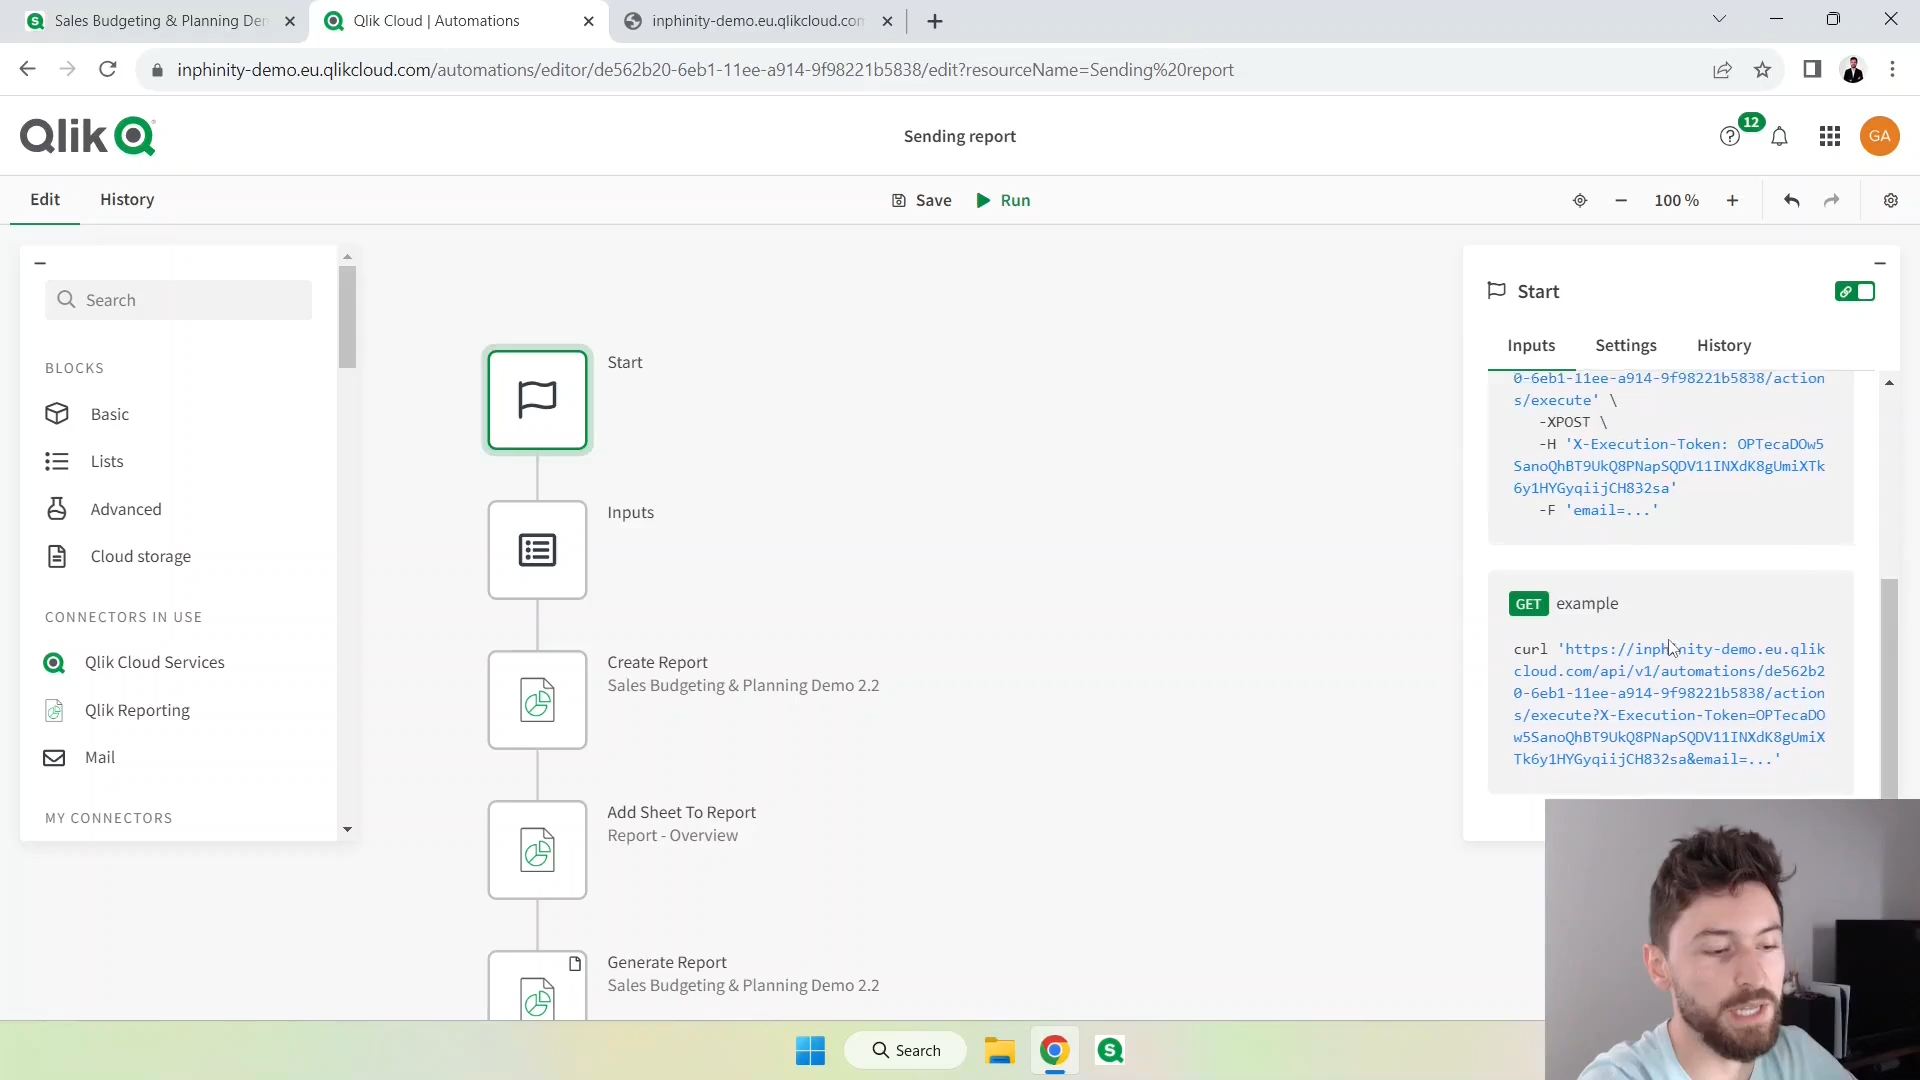 Sales Budgeting & Planning De
Qlik Cloud | Automations
inphinity-demo.eu.qlikcloud.com
inphinity-demo.eu.qlikcloud.com/automations/editor/de562b20-6eb1-11ee-a914-9f98221b5838/edit?resourceName=Sending%20report
Qlik
Sending report
12
GA
Edit
History
Save
Run
100 %
Search
BLOCKS
Basic
Lists
Advanced
Cloud storage
CONNECTORS IN USE
Qlik Cloud Services
Qlik Reporting
Mail
MY CONNECTORS
Start
Inputs
Create Report
Sales Budgeting & Planning Demo 2.2
Add Sheet To Report
Report - Overview
Generate Report
Sales Budgeting & Planning Demo 2.2
Start
Inputs
Settings
History
0-6eb1-11ee-a914-9f98221b5838/action
s/execute' \
-XPOST \
-H 'X-Execution-Token: OPTecaDOw5
SanoQhBT9UkQ8PNapSQDV11INXdK8gUmiXTk
6y1HYGyqiijCH832sa'
-F 'email=...'
GET example
curl 'https://inphinity-demo.eu.qlik
cloud.com/api/v1/automations/de562b2
0-6eb1-11ee-a914-9f98221b5838/action
s/execute?X-Execution-Token=OPTecaDO
w5SanoQhBT9UkQ8PNapSQDV11INXdK8gUmiX
Tk6y1HYGyqiijCH832sa&email=...'
Search
S